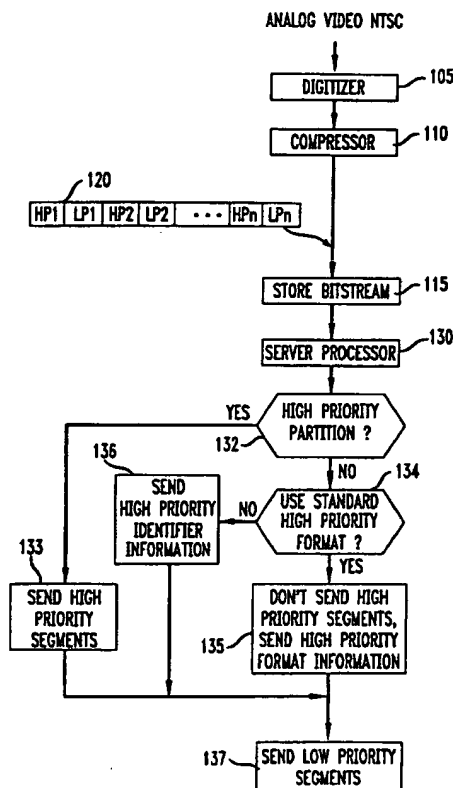 ANALOG VIDEO NTSC
105
DIGITIZER
110
COMPRESSOR
120
HP1 LP1 HP2 LP2 ... HPn LPn
115
STORE BITSTREAM
130
SERVER PROCESSOR
YES
HIGH PRIORITY
PARTITION ?
132
NO
134
136
SEND
HIGH PRIORITY
IDENTIFIER
INFORMATION
NO
USE STANDARD
HIGH PRIORITY
FORMAT ?
YES
133
SEND HIGH
PRIORITY
SEGMENTS
DON'T SEND HIGH
PRIORITY SEGMENTS,
SEND HIGH PRIORITY
FORMAT INFORMATION
135
137
SEND LOW PRIORITY
SEGMENTS